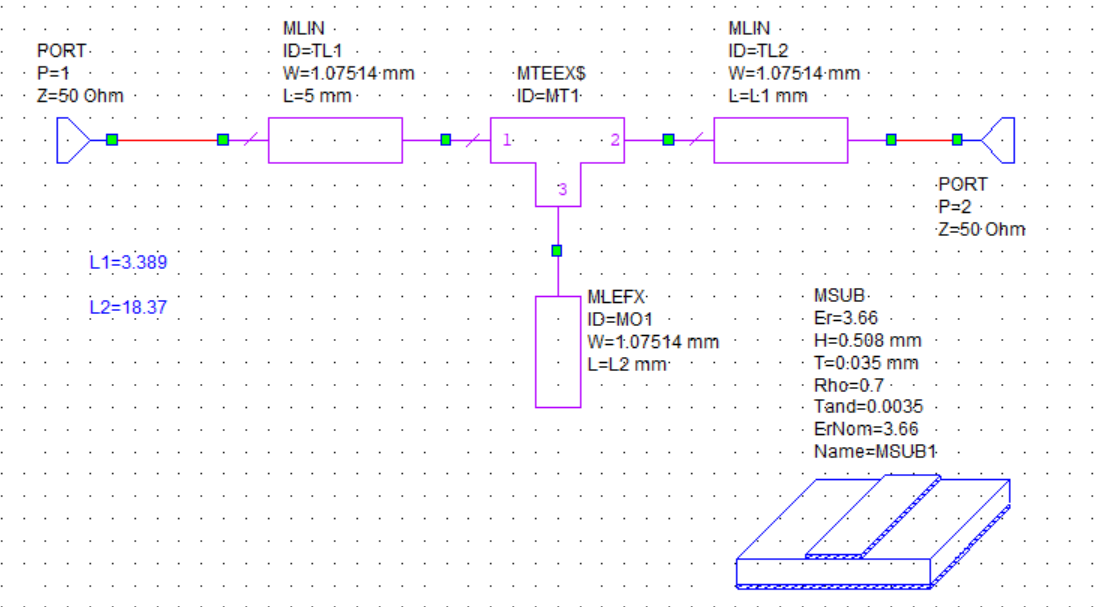 PORT
P=1
Z=50 Ohm
MLIN
ID=TL1
W=1.07514 mm
L=5 mm
MTEEX$
ID=MT1
MLIN
ID=TL2
W=1.07514 mm
L=L1 mm
1
2
3
PORT
P=2
Z=50 Ohm
L1=3.389
L2=18.37
MLEFX
ID=MO1
W=1.07514 mm
L=L2 mm
MSUB
Er=3.66
H=0.508 mm
T=0.035 mm
Rho=0.7
Tand=0.0035
ErNom=3.66
Name=MSUB1